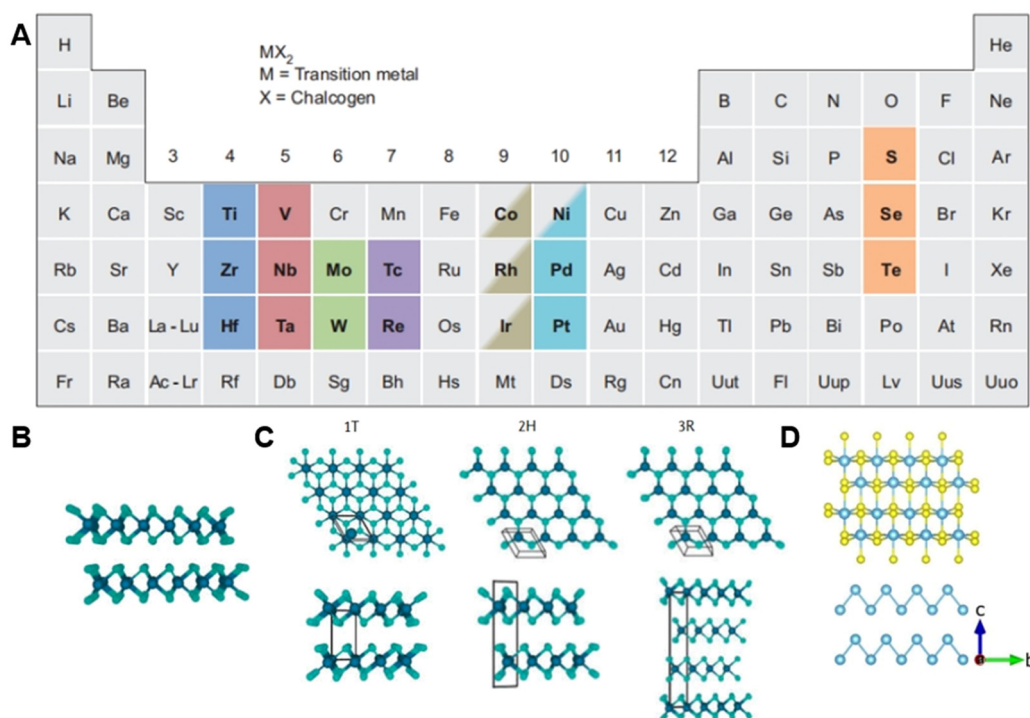 A
H He
MX2
M = Transition metal
X = Chalcogen
Li Be B C N O F Ne
Na Mg 3 4 5 6 7 8 9 10 11 12 Al Si P S Cl Ar
K Ca Sc Ti V Cr Mn Fe Co Ni Cu Zn Ga Ge As Se Br Kr
Rb Sr Y Zr Nb Mo Tc Ru Rh Pd Ag Cd In Sn Sb Te I Xe
Cs Ba La - Lu Hf Ta W Re Os Ir Pt Au Hg Tl Pb Bi Po At Rn
Fr Ra Ac - Lr Rf Db Sg Bh Hs Mt Ds Rg Cn Uut Fl Uup Lv Uus Uuo
B C 1T 2H 3R D
c
b